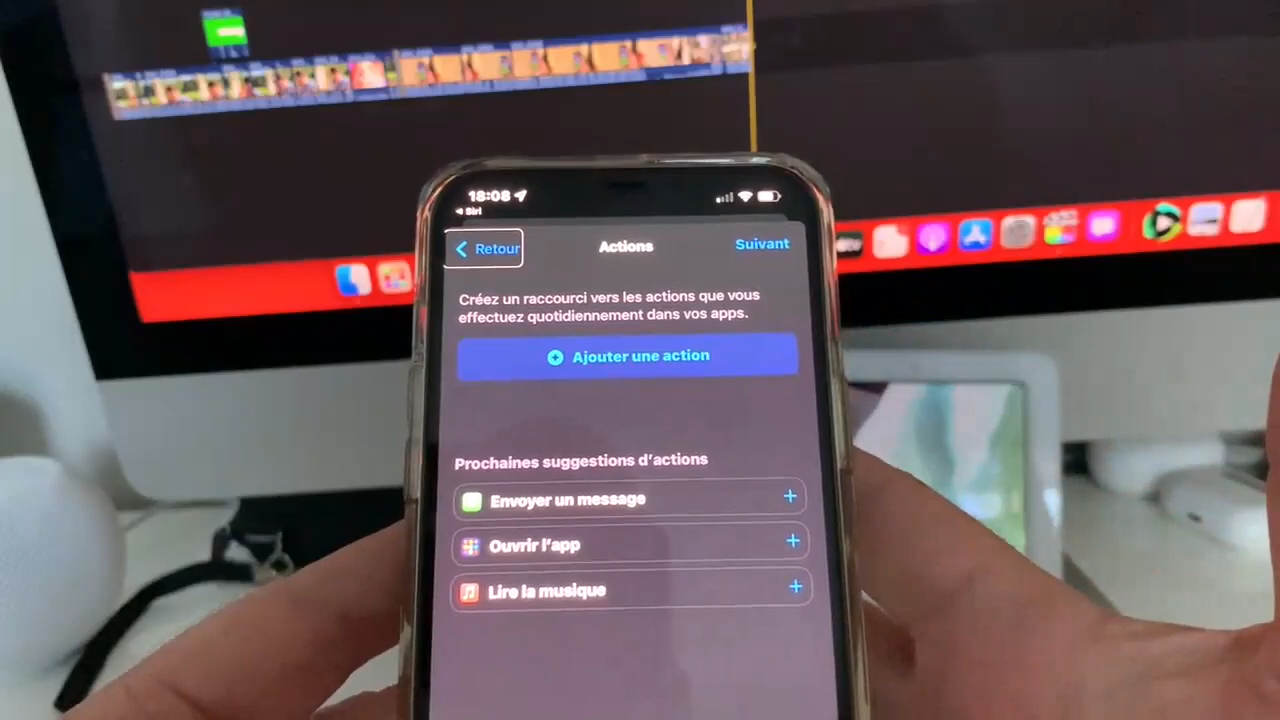 18:08
Siri
Retour
Actions
Suivant
Créez un raccourci vers les actions que vous
effectuez quotidiennement dans vos apps.
Ajouter une action
Prochaines suggestions d'actions
Envoyer un message
Ouvrir l'app
Lire la musique